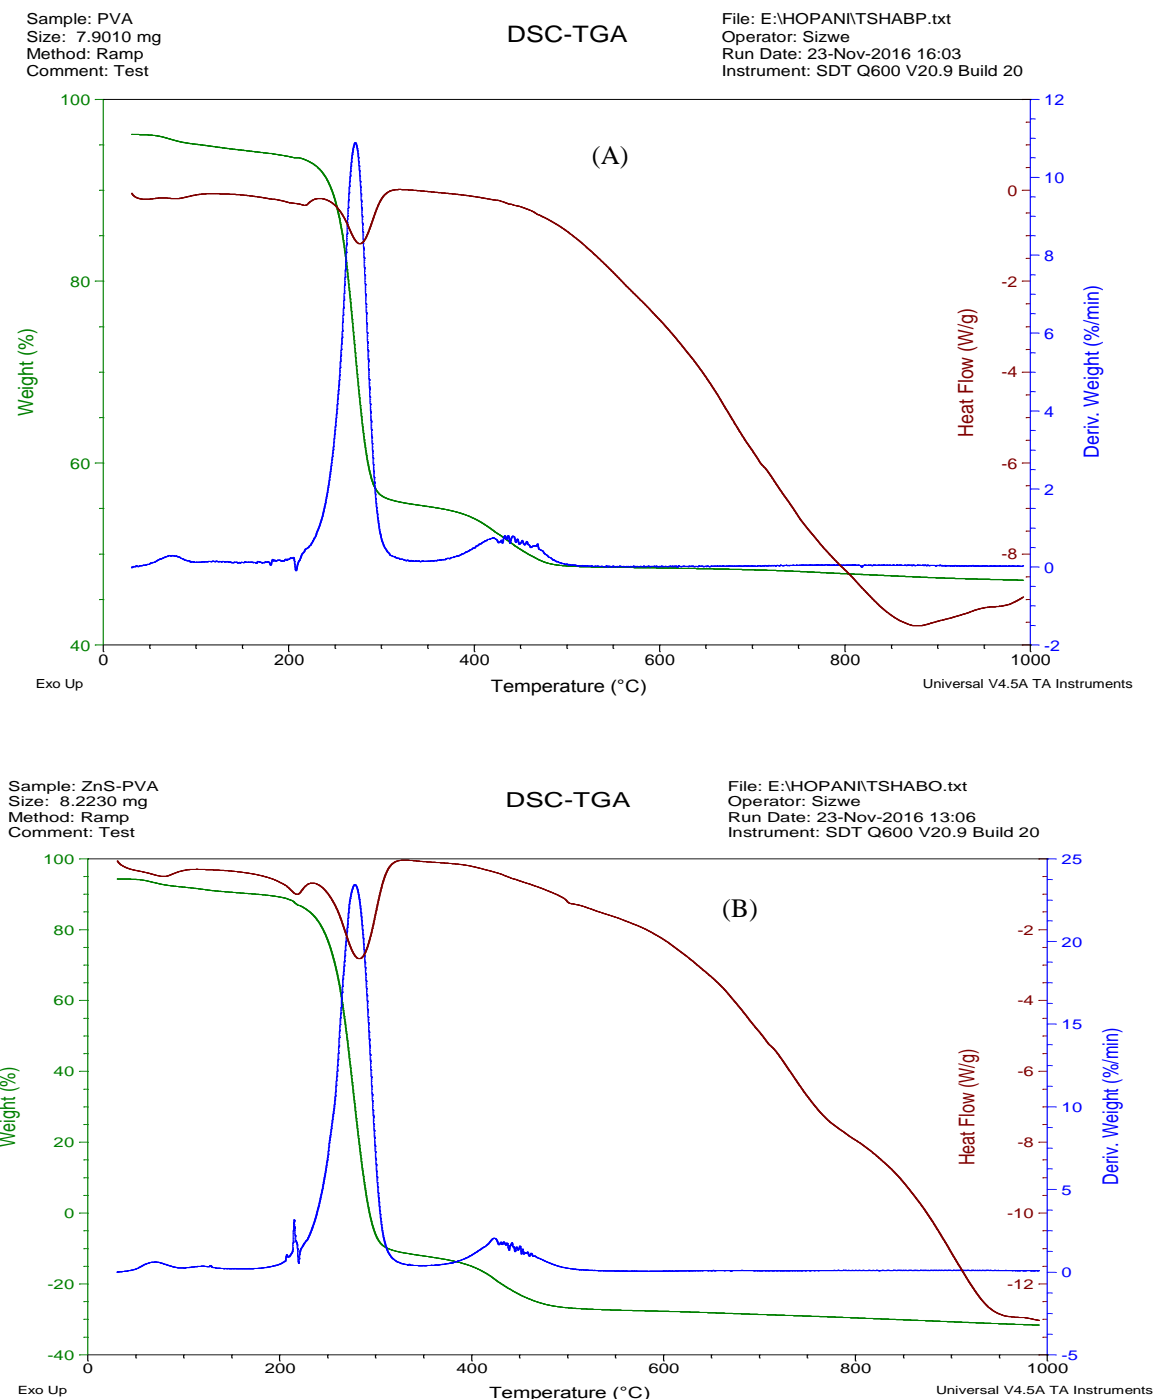 Sample: PVA
Size: 7.9010 mg
Method: Ramp
Comment: Test
DSC-TGA
File: E:\HOPANI\TSHABP.txt
Operator: Sizwe
Run Date: 23-Nov-2016 16:03
Instrument: SDT Q600 V20.9 Build 20
(A)
100
80
60
40
Weight (%)
0
-2
-4
-6
-8
Heat Flow (W/g)
12
10
8
6
4
2
0
-2
Deriv. Weight (%/min)
0
200
400
600
800
1000
Exo Up
Temperature (°C)
Universal V4.5A TA Instruments
Sample: ZnS-PVA
Size: 8.2230 mg
Method: Ramp
Comment: Test
DSC-TGA
File: E:\HOPANI\TSHABO.txt
Operator: Sizwe
Run Date: 23-Nov-2016 13:06
Instrument: SDT Q600 V20.9 Build 20
(B)
100
80
60
40
20
0
-20
-40
Weight (%)
-2
-4
-6
-8
-10
-12
Heat Flow (W/g)
25
20
15
10
5
0
-5
Deriv. Weight (%/min)
0
200
400
600
800
1000
Exo Up
Temperature (°C)
Universal V4.5A TA Instruments